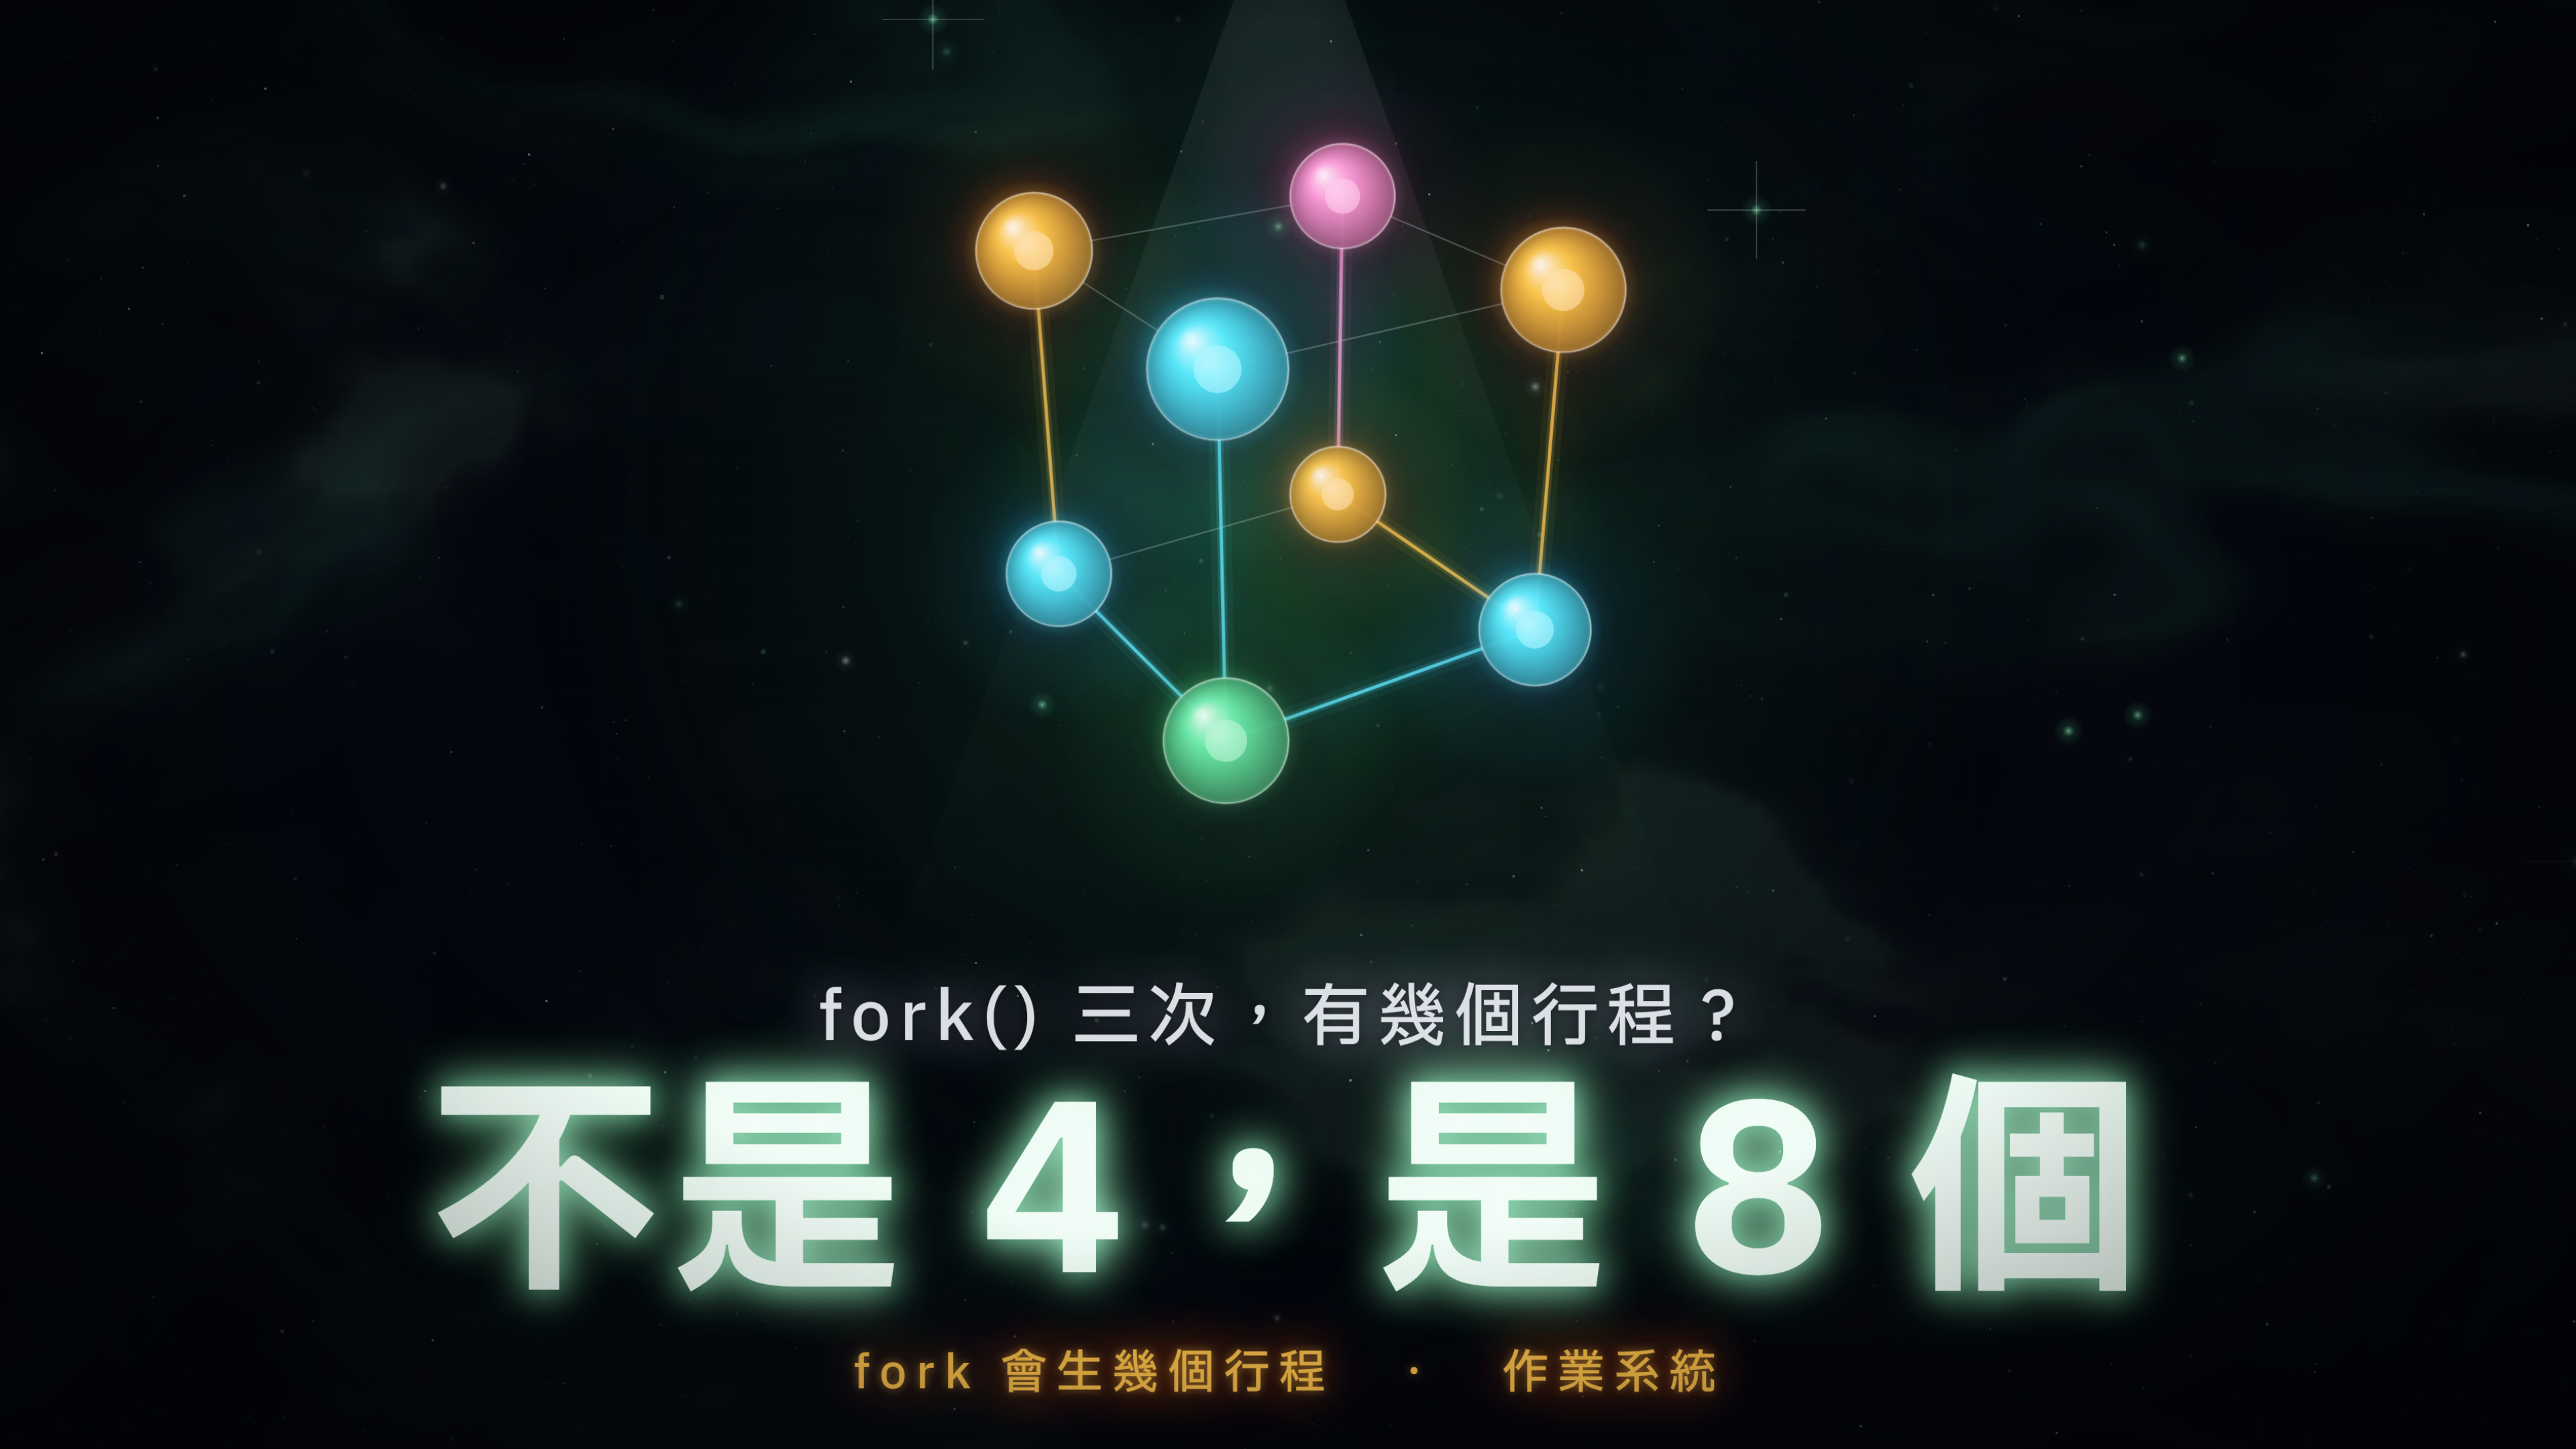 fork() 三次，有幾個行程？
不是 4，是 8 個
fork 會生幾個行程 · 作業系統